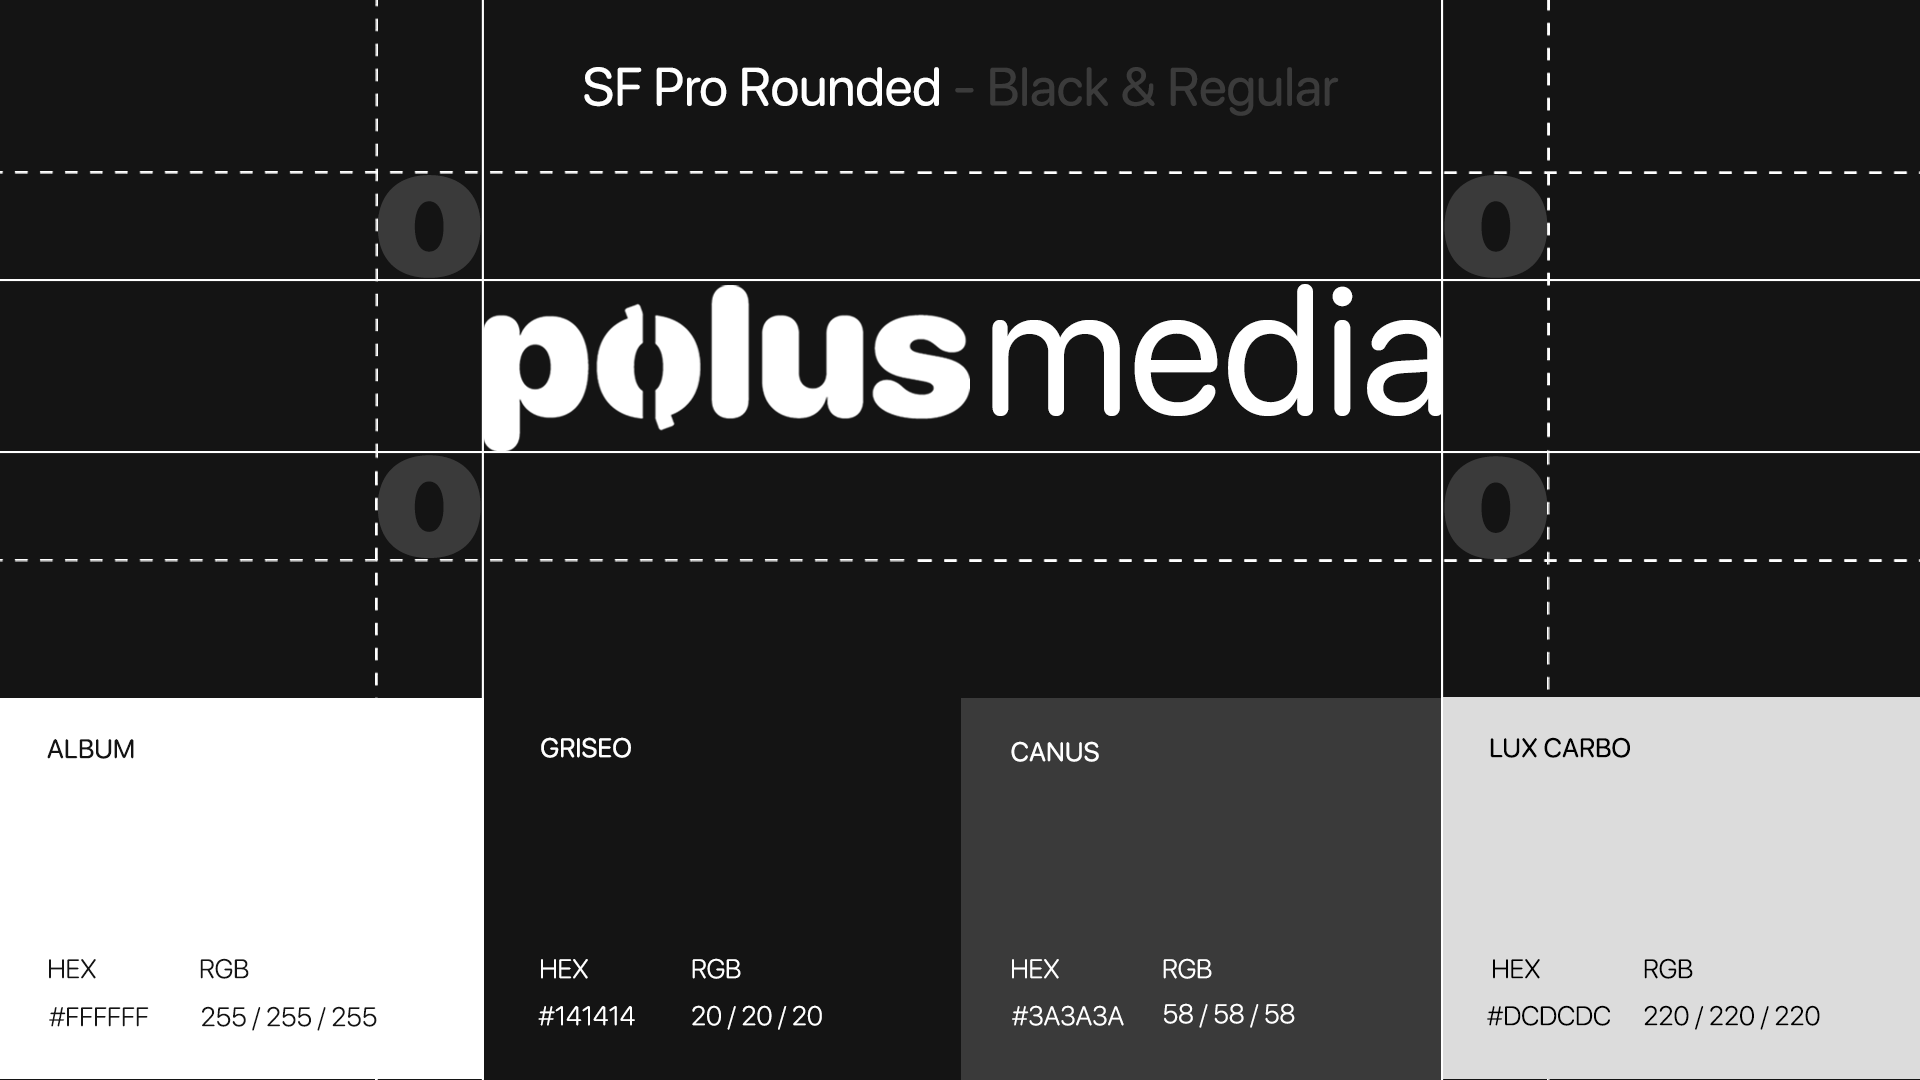 SF Pro Rounded - Black & Regular
o o
polusmedia
o o
ALBUM
GRISEO
CANUS
LUX CARBO
HEX RGB
#FFFFFF 255 / 255 / 255
HEX RGB
#141414 20 / 20 / 20
HEX RGB
#3A3A3A 58 / 58 / 58
HEX RGB
#DCDCDC 220 / 220 / 220